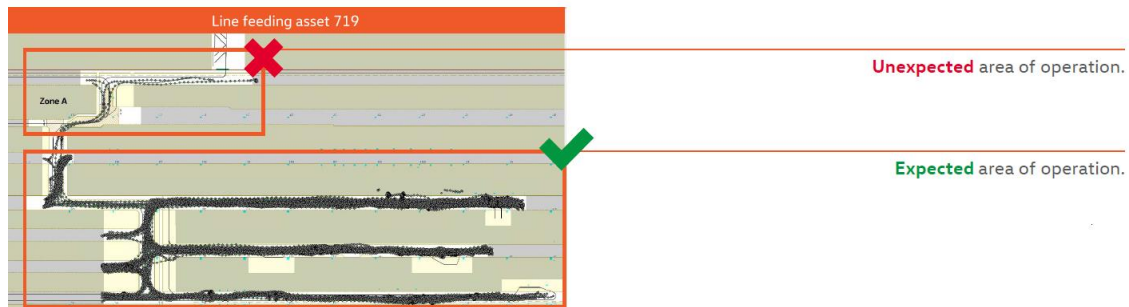 Line feeding asset 719
Unexpected area of operation.
Zone A
Expected area of operation.